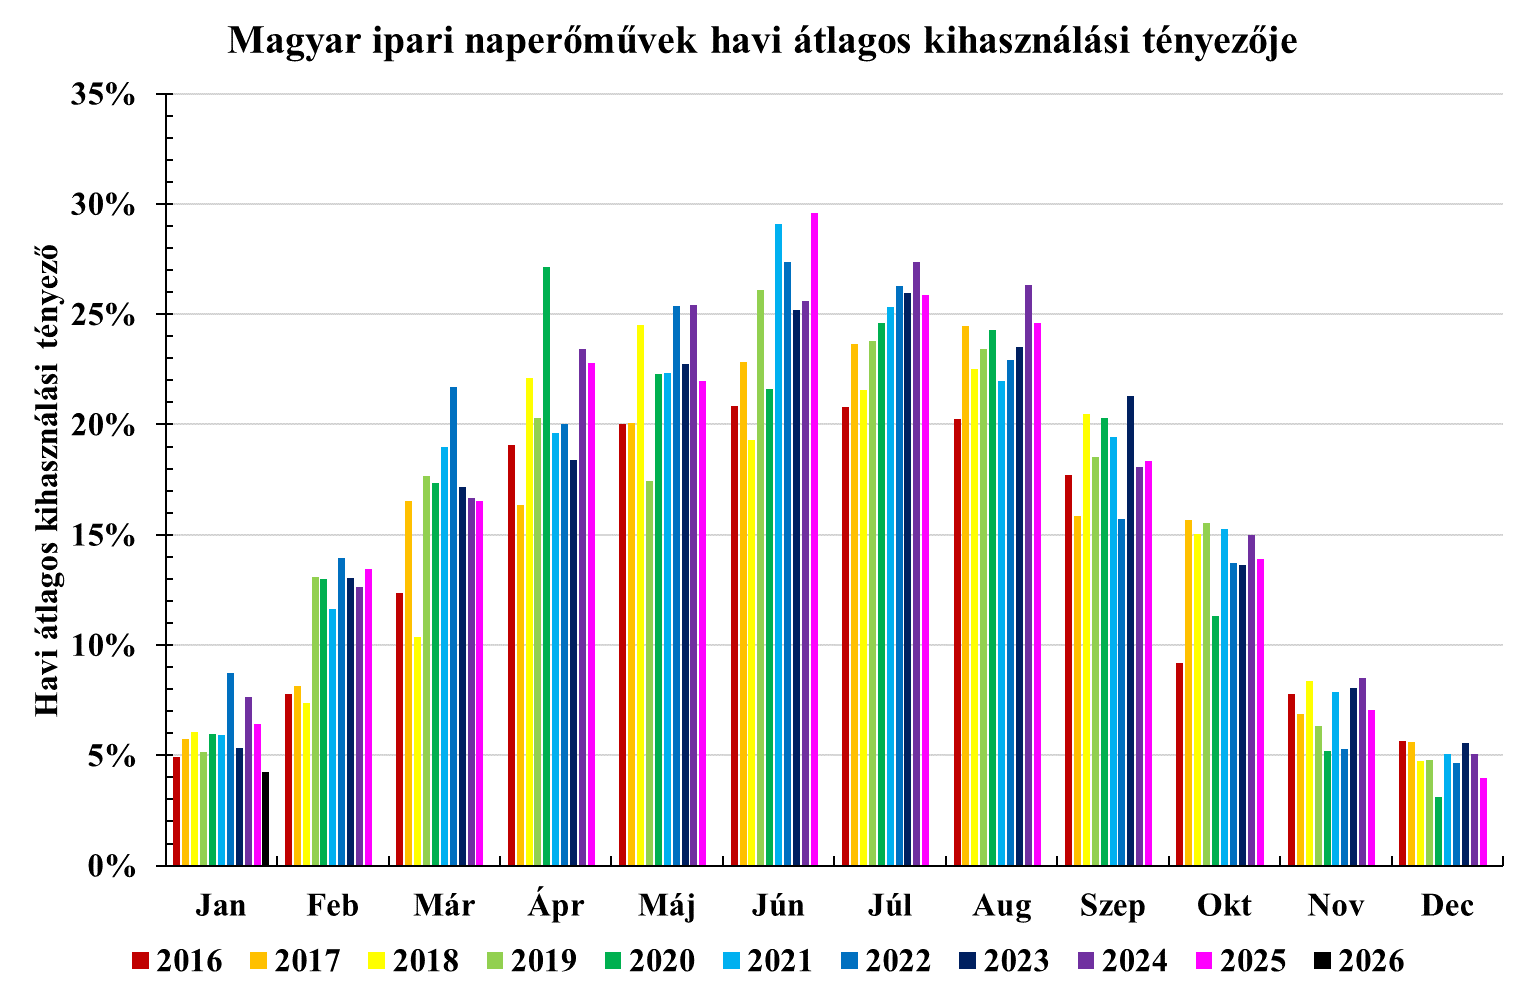 Magyar ipari naperőművek havi átlagos kihasználási tényezője
Havi átlagos kihasználási tényező
35%
30%
25%
20%
15%
10%
5%
0%
Jan Feb Már Ápr Máj Jún Júl Aug Szep Okt Nov Dec
2016 2017 2018 2019 2020 2021 2022 2023 2024 2025 2026